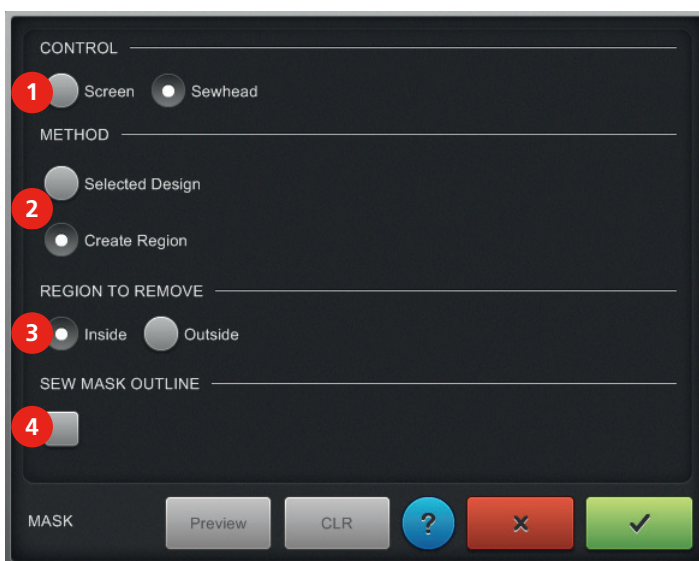 CONTROL
1 Screen Sewhead
METHOD
Selected Design
2
Create Region
REGION TO REMOVE
3 Inside Outside
SEW MASK OUTLINE
4
MASK Preview CLR ?